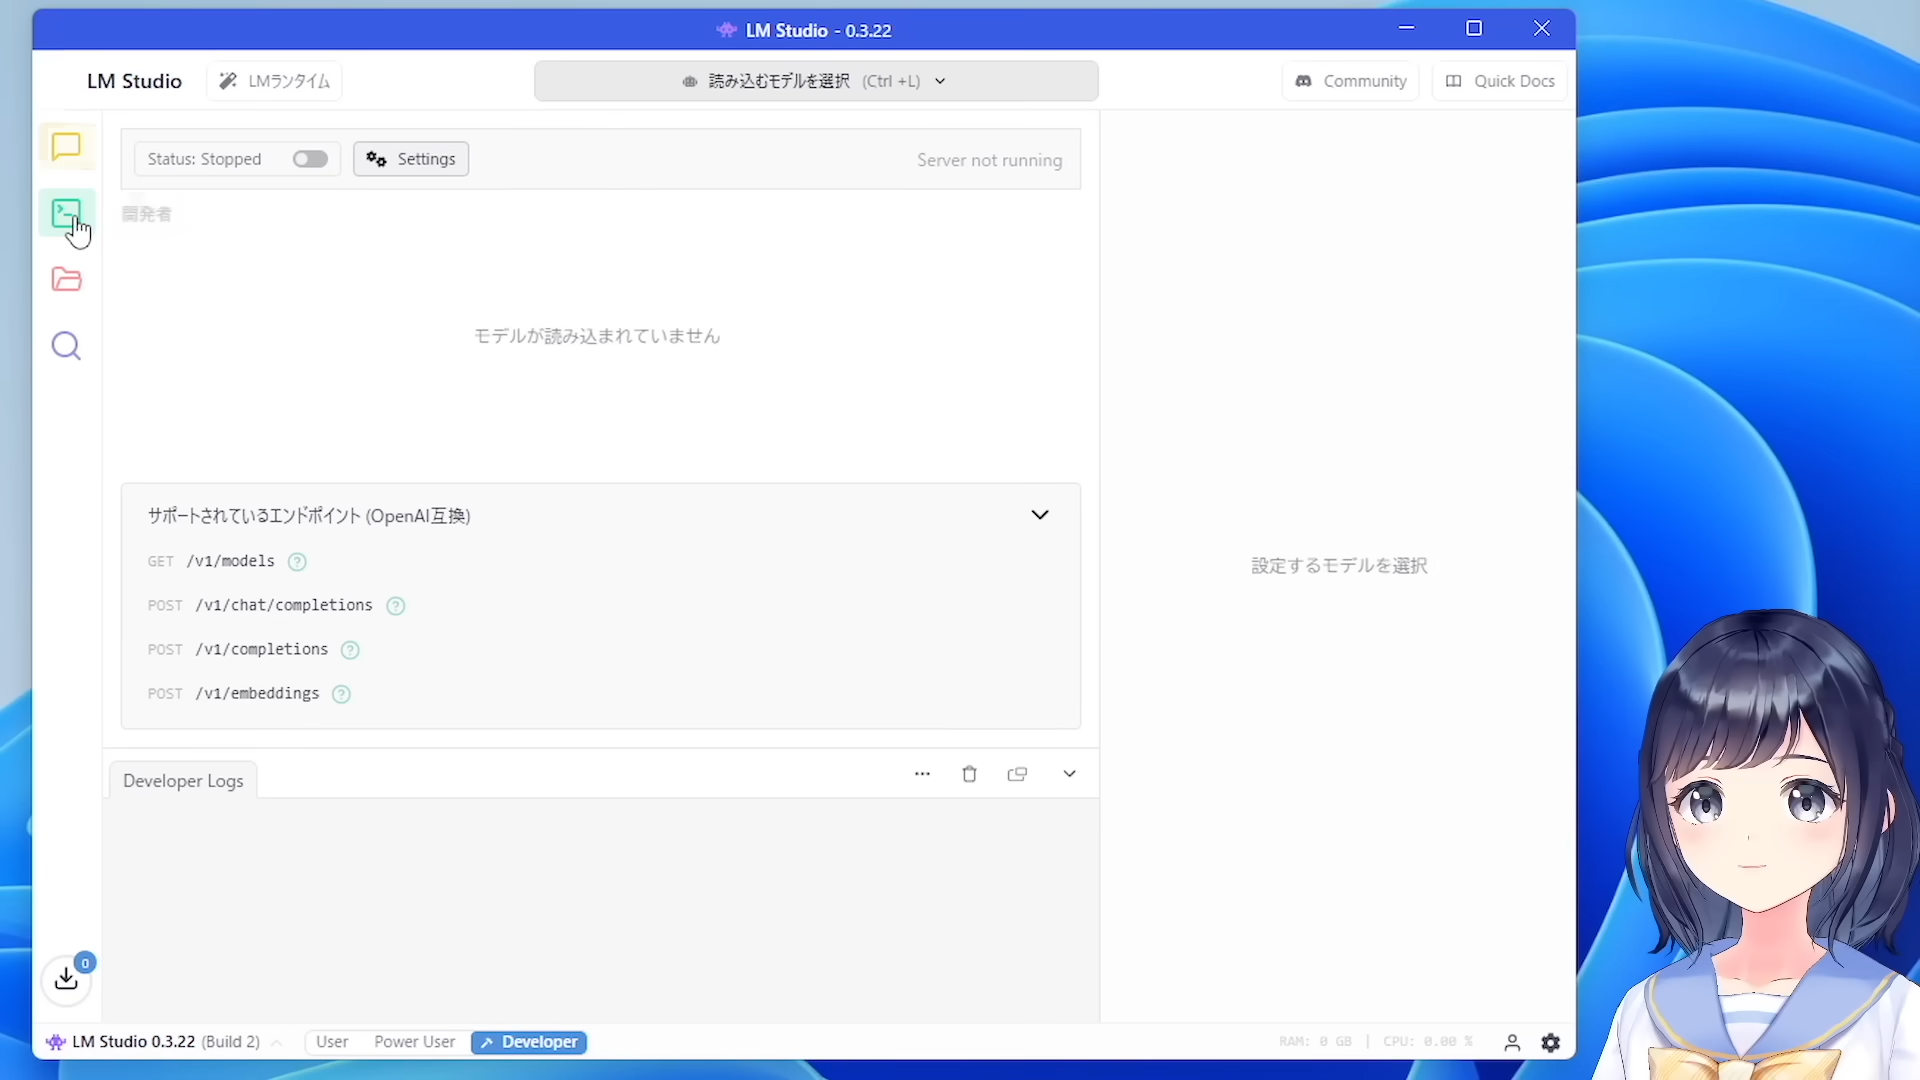 LM Studio - 0.3.22
LM Studio
LMランタイム
読み込むモデルを選択 (Ctrl +L)
Community
Quick Docs
Status: Stopped
Settings
Server not running
開発者
モデルが読み込まれていません
サポートされているエンドポイント (OpenAI互換)
GET /v1/models ?
POST /v1/chat/completions ?
POST /v1/completions ?
POST /v1/embeddings ?
設定するモデルを選択
Developer Logs
0
LM Studio 0.3.22 (Build 2)
User
Power User
Developer
RAM: 0 GB | CPU: 0.00 %